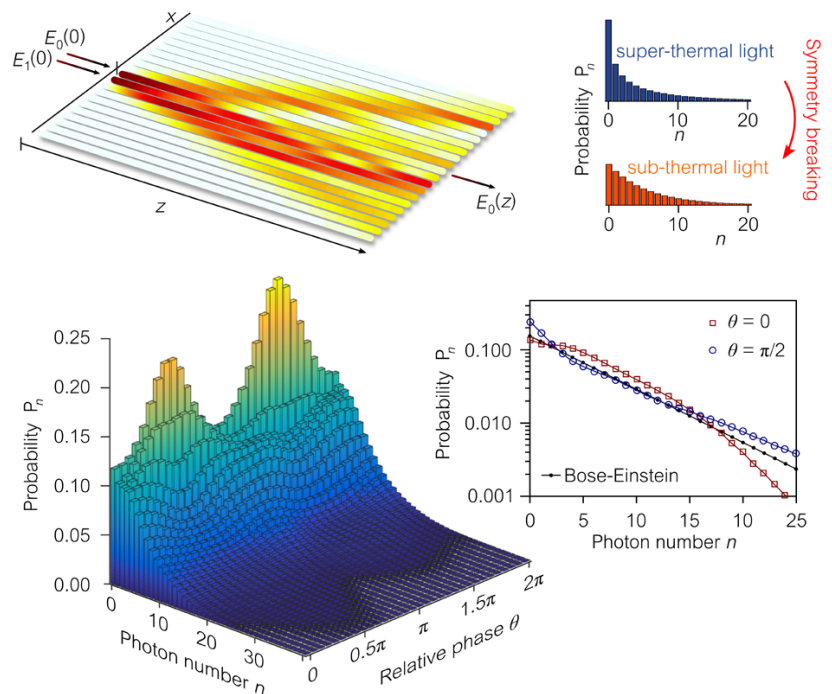 x
E₀(0)
E₁(0)
z
E₀(z)
Probability Pₙ
super-thermal light
0 10 20
n
sub-thermal light
0 10 20
n
Symmetry breaking
Probability Pₙ
0.25
0.20
0.15
0.10
0.05
0.00
0
10
20
30
Photon number n
0
0.5π
π
1.5π
2π
Relative phase θ
Probability Pₙ
0.100
0.010
0.001
θ = 0
θ = π/2
Bose-Einstein
0 5 10 15 10 25
Photon number n